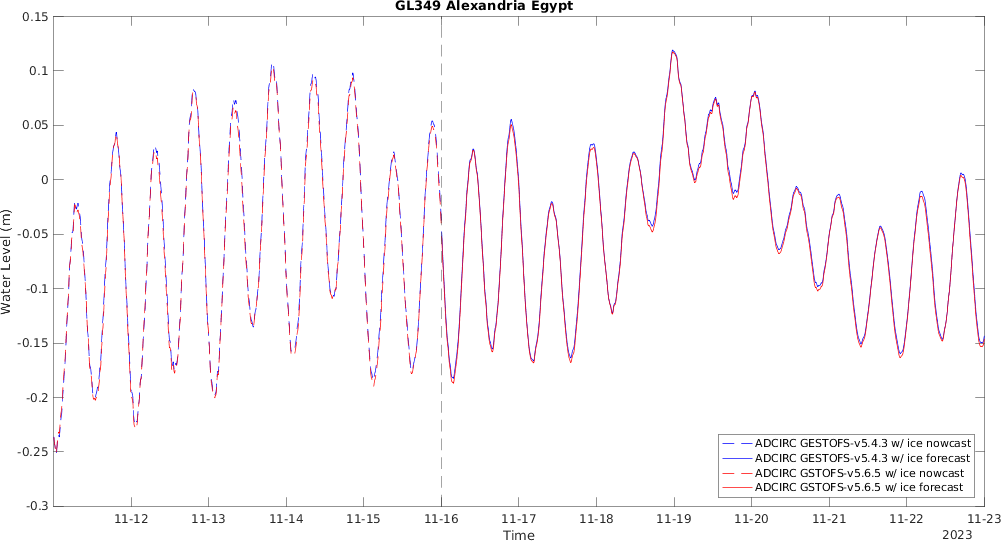 GL349 Alexandria Egypt
0.15
0.1
0.05
0
-0.05
-0.1
-0.15
-0.2
-0.25
-0.3
Water Level (m)
ADCIRC GESTOFS-v5.4.3 w/ ice nowcast
ADCIRC GESTOFS-v5.4.3 w/ ice forecast
ADCIRC GSTOFS-v5.6.5 w/ ice nowcast
ADCIRC GSTOFS-v5.6.5 w/ ice forecast
11-12 11-13 11-14 11-15 11-16 11-17 11-18 11-19 11-20 11-21 11-22 11-23
Time
2023